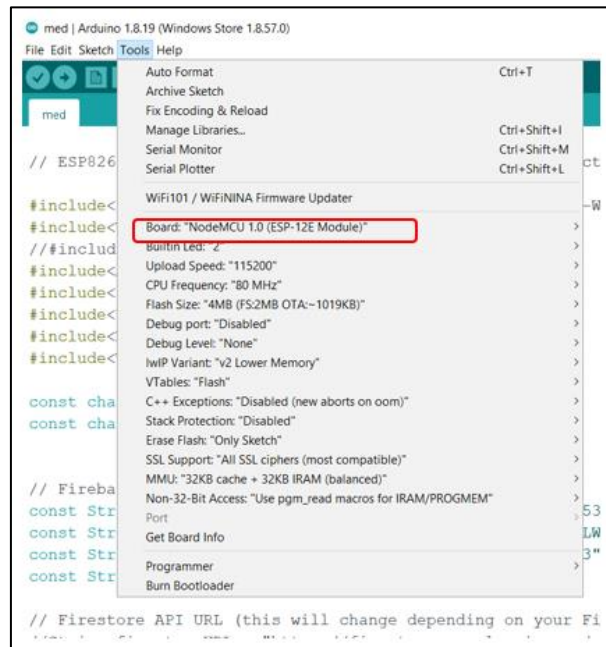 med | Arduino 1.8.19 (Windows Store 1.8.57.0)
File Edit Sketch Tools Help
med
Auto Format Ctrl+T
Archive Sketch
Fix Encoding & Reload
Manage Libraries... Ctrl+Shift+I
Serial Monitor Ctrl+Shift+M
Serial Plotter Ctrl+Shift+L
WiFi101 / WiFiNINA Firmware Updater
Board: "NodeMCU 1.0 (ESP-12E Module)"
Builtin Led: "2"
Upload Speed: "115200"
CPU Frequency: "80 MHz"
Flash Size: "4MB (FS:2MB OTA:~1019KB)"
Debug port: "Disabled"
Debug Level: "None"
lwIP Variant: "v2 Lower Memory"
VTables: "Flash"
C++ Exceptions: "Disabled (new aborts on oom)"
Stack Protection: "Disabled"
Erase Flash: "Only Sketch"
SSL Support: "All SSL ciphers (most compatible)"
MMU: "32KB cache + 32KB IRAM (balanced)"
Non-32-Bit Access: "Use pgm_read macros for IRAM/PROGMEM"
Port
Get Board Info
Programmer
Burn Bootloader
// ESP826 ct
#include< -W
#include<
//#includ
#include<
#include<
#include<
#include<
const cha
const cha
// Fireba
const Str 53
const Str LW
const Str 3"
const Str
// Firestore API URL (this will change depending on your Fi